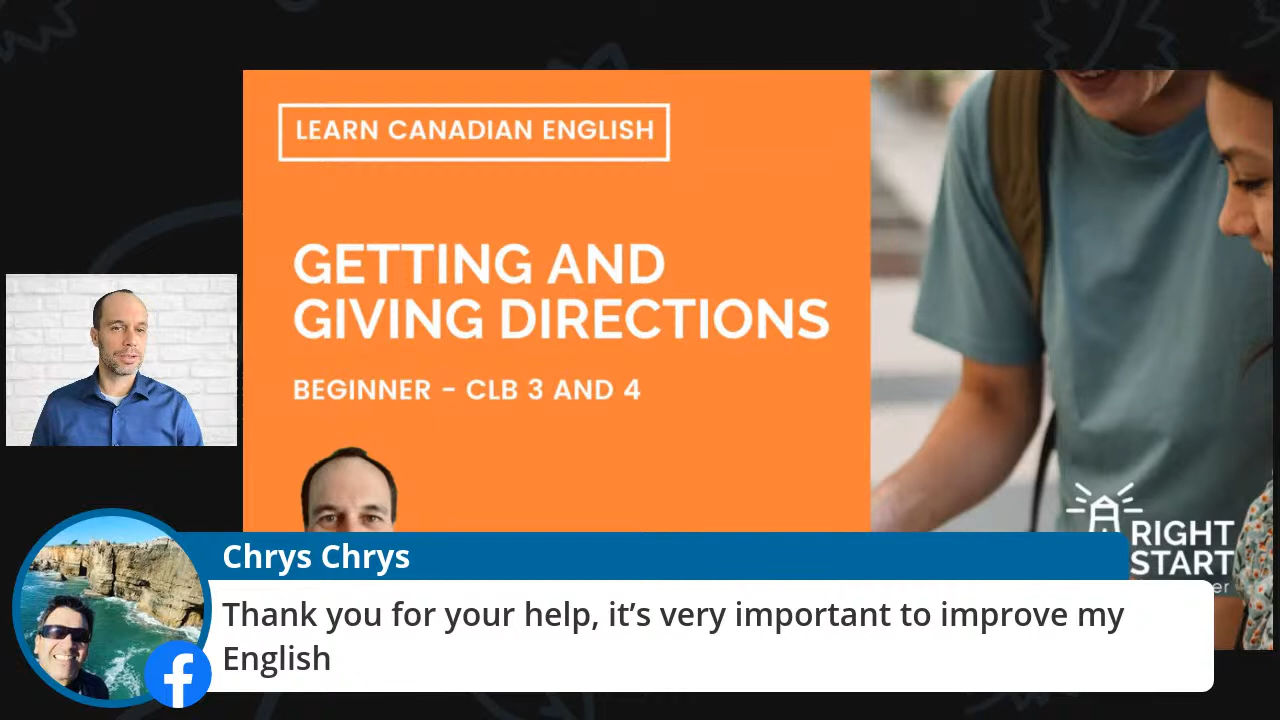 LEARN CANADIAN ENGLISH
GETTING AND
GIVING DIRECTIONS
BEGINNER - CLB 3 AND 4
RIGHT
START
er
Chrys Chrys
Thank you for your help, it's very important to improve my
English